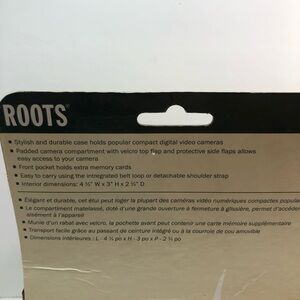 ROOTS
▪ Stylish and durable case holds popular compact digital video cameras
▪ Padded camera compartment with velcro top flap and protective side flaps allows
easy access to your camera
▪ Front pocket holds extra memory cards
▪ Easy to carry using the integrated belt loop or detachable shoulder strap
▪ Interior dimensions: 4 ½" W x 3" H x 2 ¼" D
▪ Élégant et durable, cet étui peut loger la plupart des caméras vidéo numériques compactes
▪ Le compartiment matelassé, doté d'une grande ouverture à fermeture à glissière, permet
l'appareil
▪ Munie d'un rabat avec velcro, la pochette avant peut contenir une carte mémoire supplémentaire
▪ Transport facile grâce au passant de ceinture intégré ou à la courroie de cou amovible
▪ Dimensions intérieures : L - 4 ½ po x H - 3 po x P - 2 ¼ po